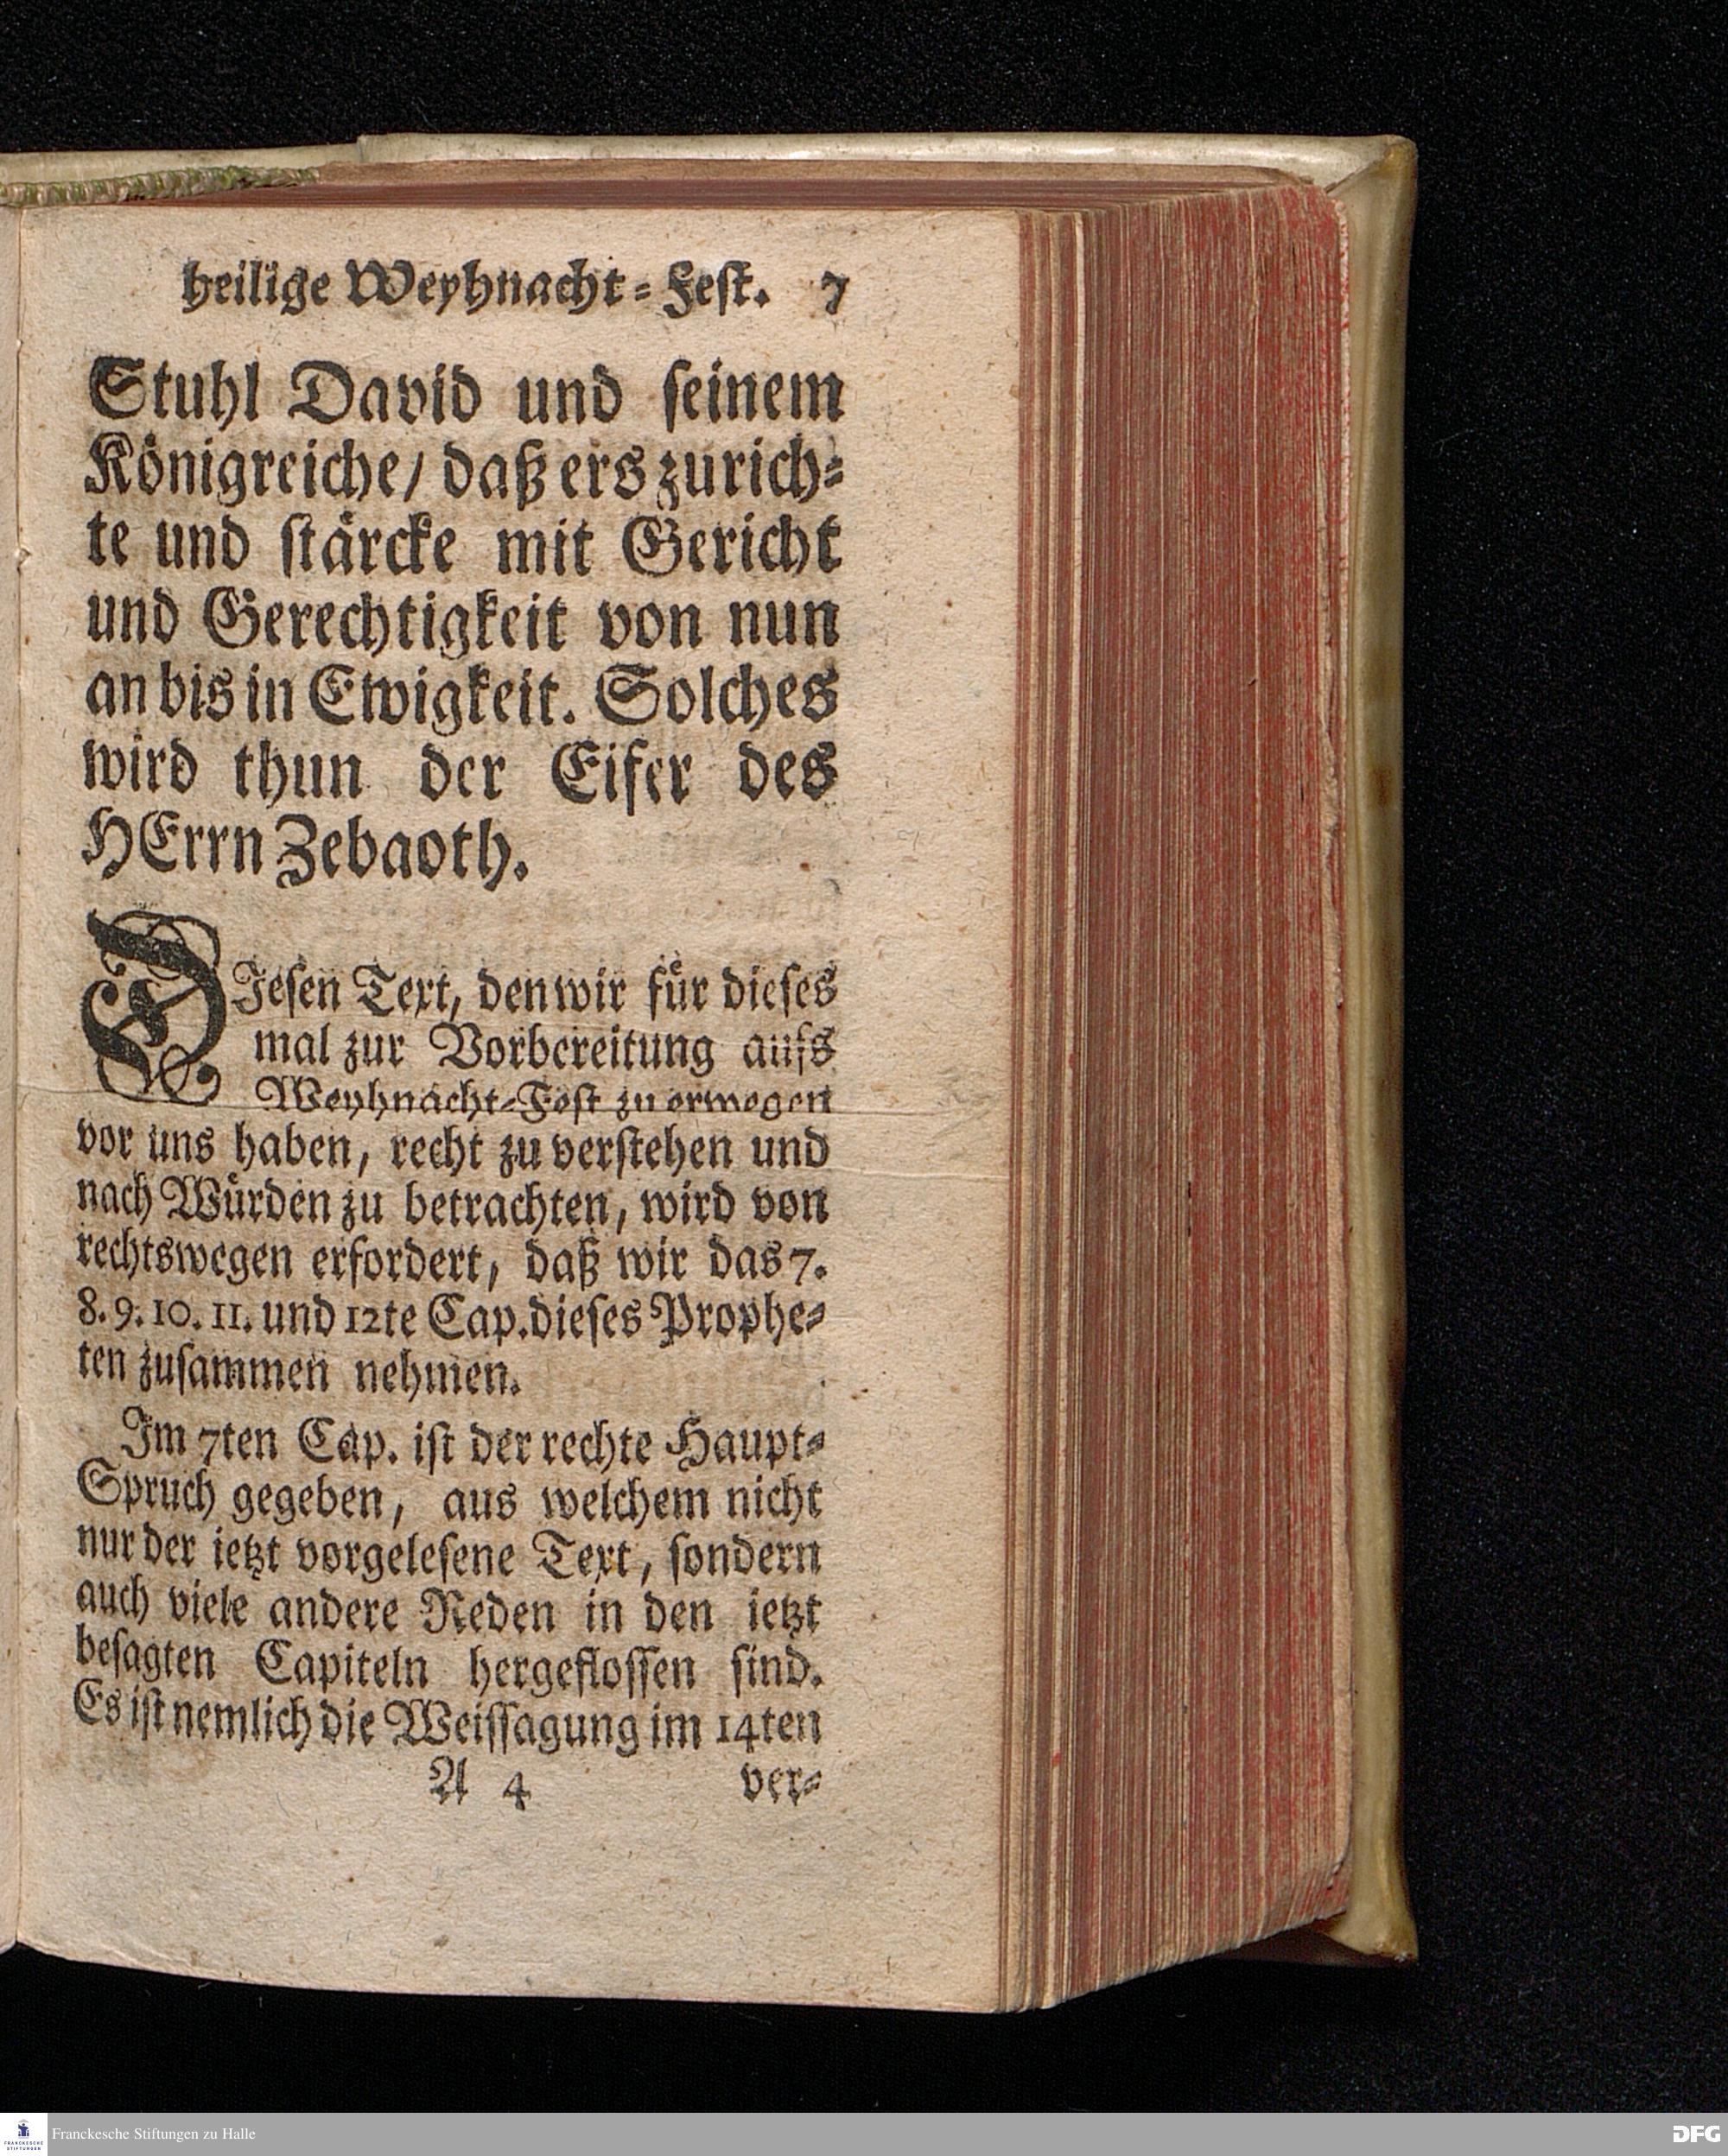 heilige Weyhnacht-Fest. 7
Stuhl David und seinem
Königreiche/ daß ers zurich-
te und stärcke mit Gericht
und Gerechtigkeit von nun
an bis in Ewigkeit. Solches
wird thun der Eifer des
HErrn Zebaoth.
DIesen Text, den wir für dieses
mal zur Vorbereitung aufs
Weyhnacht-Fest zu erwegen
vor uns haben, recht zu verstehen und
nach Würden zu betrachten, wird von
rechtswegen erfordert, daß wir das 7.
8. 9. 10. 11. und 12te Cap. dieses Prophe-
ten zusammen nehmen.
Im 7ten Cap. ist der rechte Haupt-
Spruch gegeben, aus welchem nicht
nur der ietzt vorgelesene Text, sondern
auch viele andere Reden in den ietzt
besagten Capiteln hergeflossen sind.
Es ist nemlich die Weissagung im 14ten
A 4 ver-
FRANCKESCHE STIFTUNGEN
Franckesche Stiftungen zu Halle
DFG